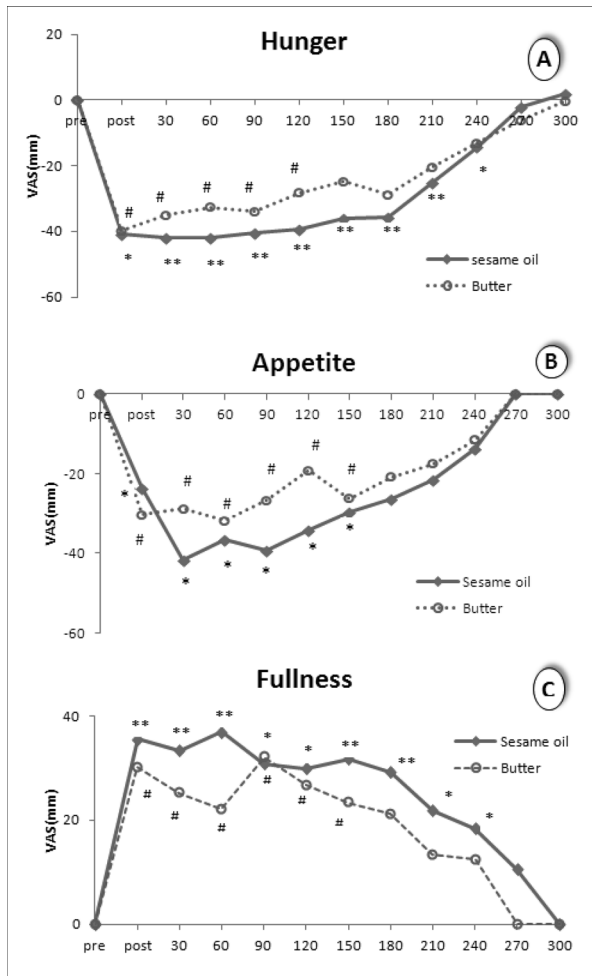 Hunger
A
20
0
-20
-40
-60
VAS(mm)
pre post 30 60 90 120 150 180 210 240 270 300
# # # # # #
* ** ** ** ** ** ** ** *
sesame oil
Butter
Appetite
B
0
-20
-40
-60
VAS(mm)
pre post 30 60 90 120 150 180 210 240 270 300
# # # # # # #
* * * * * *
Sesame oil
Butter
Fullness
C
40
20
0
VAS(mm)
** ** ** * * ** ** * *
# # # # # #
Sesame oil
Butter
pre post 30 60 90 120 150 180 210 240 270 300